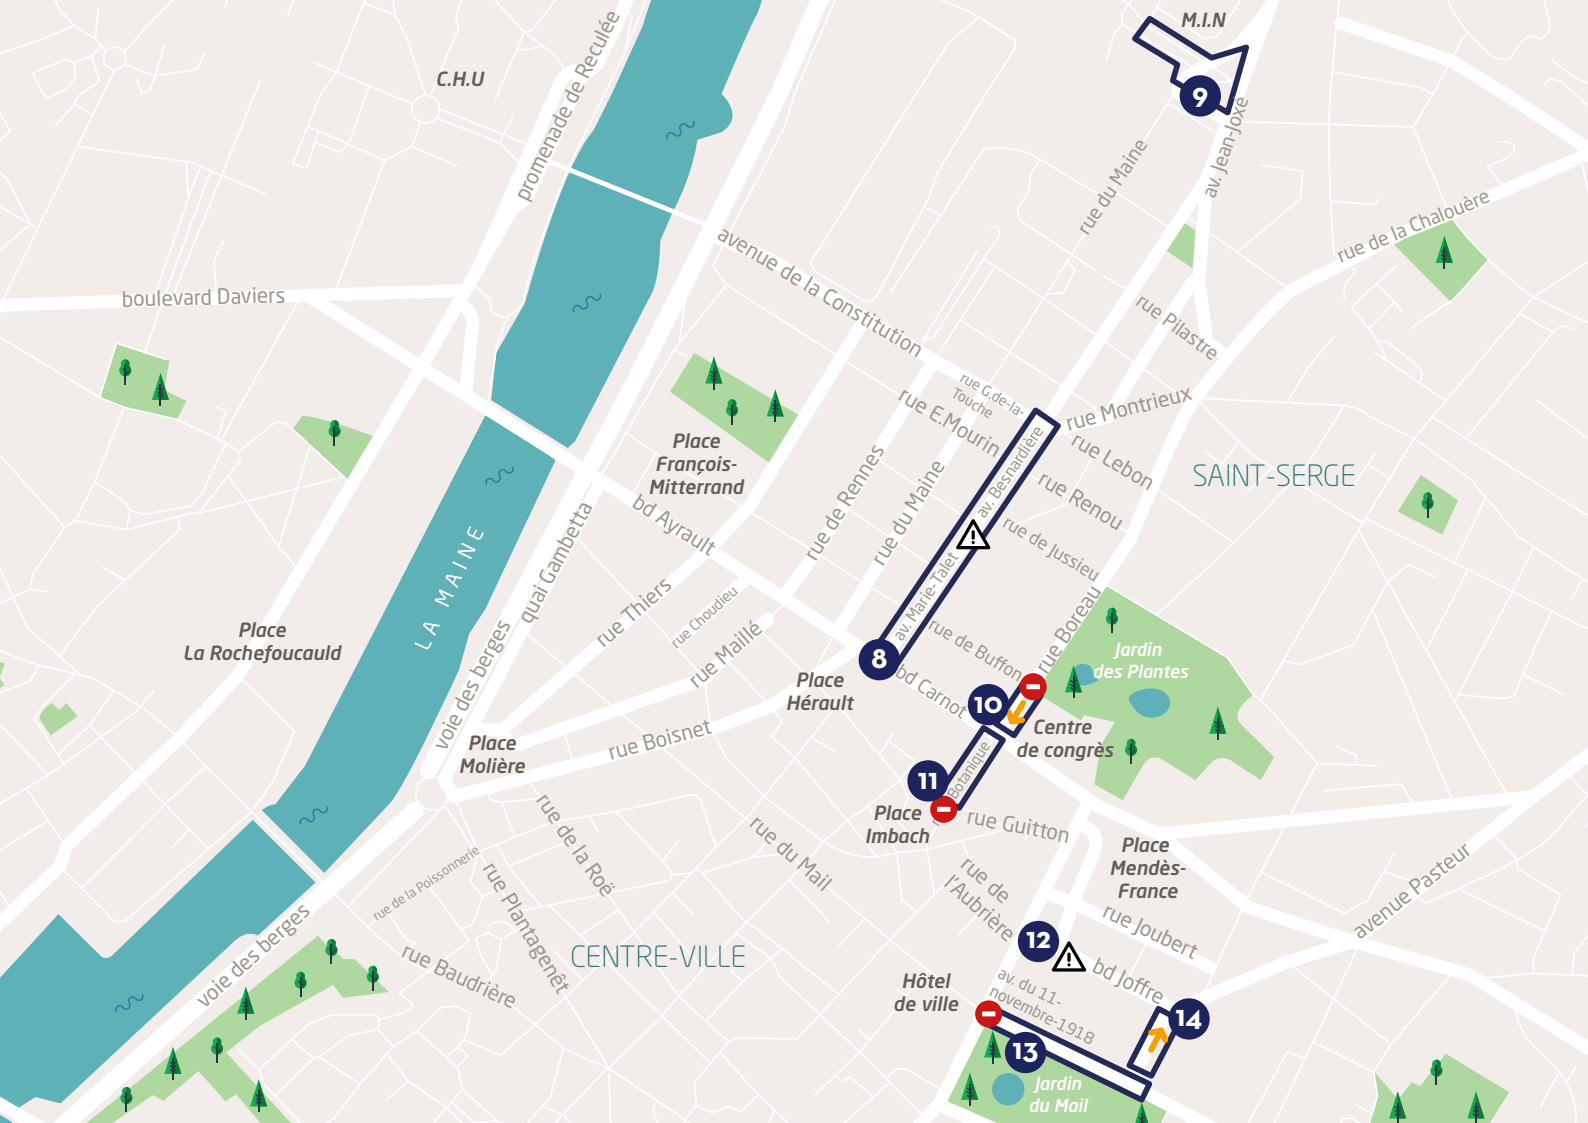 M.I.N
C.H.U
promenade de Reculée
9
av. Jean-Joxé
rue du Maine
rue de la Chalouère
avenue de la Constitution
boulevard Daviers
rue Pilastre
rue G.de-la-
Touche
rue E.Mourin
rue Montrieux
rue Lebon
av. Besnardière
SAINT-SERGE
Place
François-
Mitterrand
rue de Rennes
rue du Maine
rue Renou
bd Ayrault
quai Gambetta
LA MAINE
rue de Jussieu
av. Marie-Talet
rue Thiers
rue Choudieu
rue Maillé
rue Boreau
rue de Buffon
8
Place
La Rochefoucauld
Jardin
des Plantes
voie des berges
Place
Hérault
bd Carnot
10
Centre
de congrès
rue Boisnet
Place
Molière
11
Botanique
Place
Imbach
rue Guitton
rue de la Roë
rue du Mail
rue de la Poissonnerie
rue Plantagenêt
rue de
l'Aubrière
Place
Mendès-
France
avenue Pasteur
rue Joubert
12
voie des berges
rue Baudrière
CENTRE-VILLE
bd Joffre
Hôtel
de ville
av. du 11-
novembre-1918
14
13
Jardin
du Mail